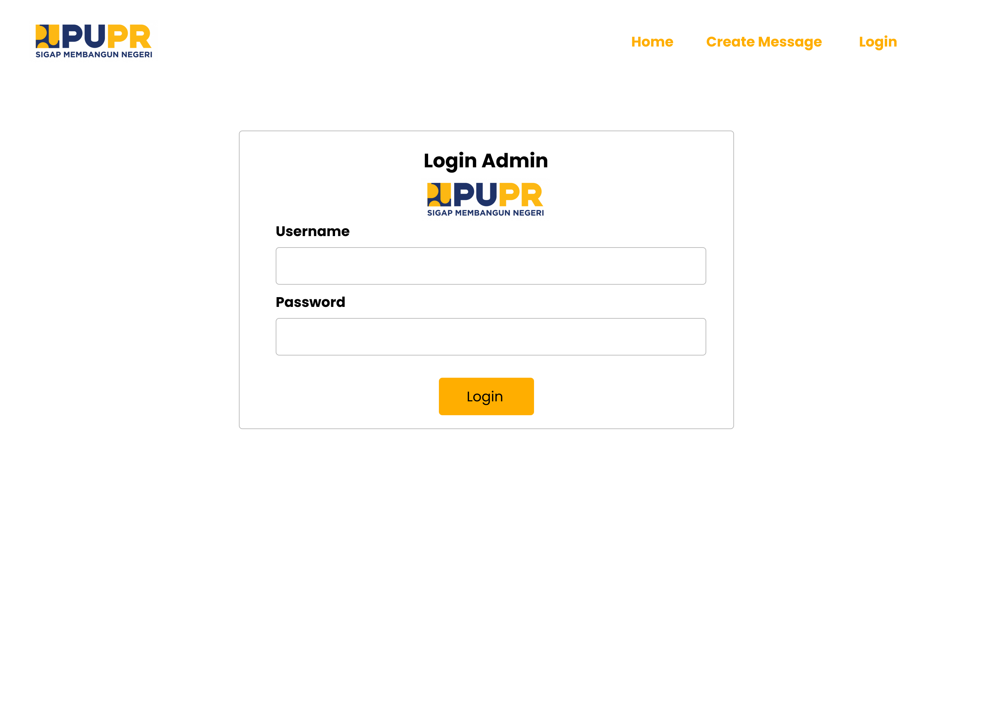 PUPR
SIGAP MEMBANGUN NEGERI
Home Create Message Login
Login Admin
PUPR
SIGAP MEMBANGUN NEGERI
Username
Password
Login